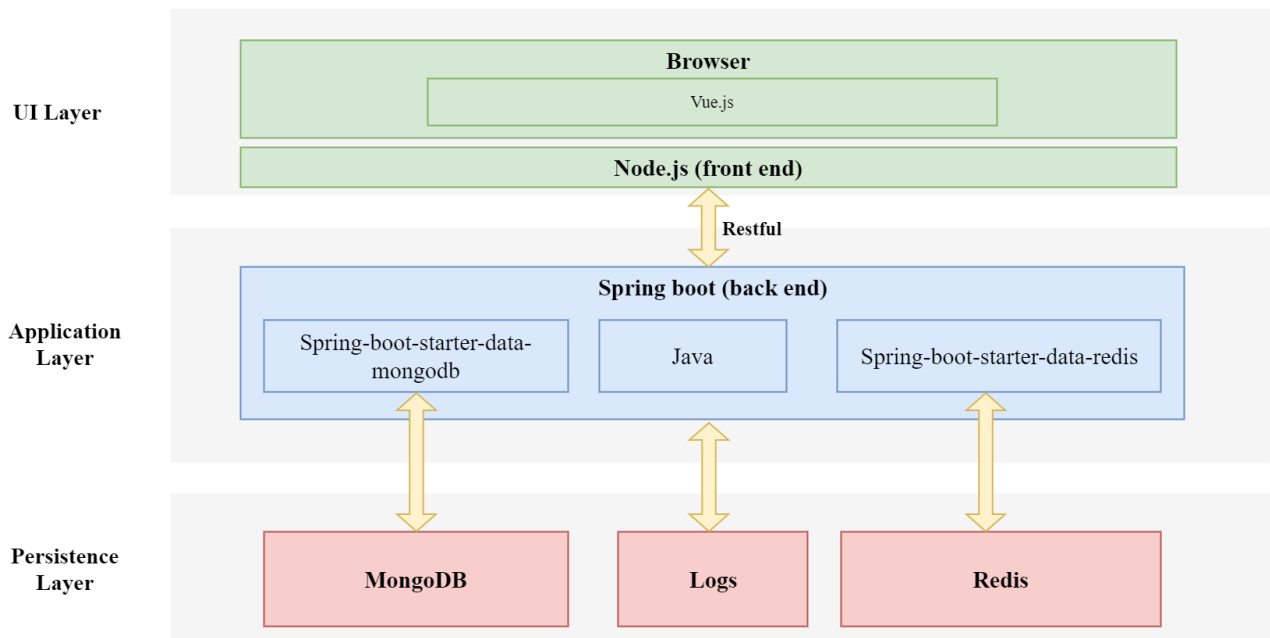 UI Layer
Browser
Vue.js
Node.js (front end)
Restful
Application
Layer
Spring boot (back end)
Spring-boot-starter-data-
mongodb
Java
Spring-boot-starter-data-redis
Persistence
Layer
MongoDB
Logs
Redis